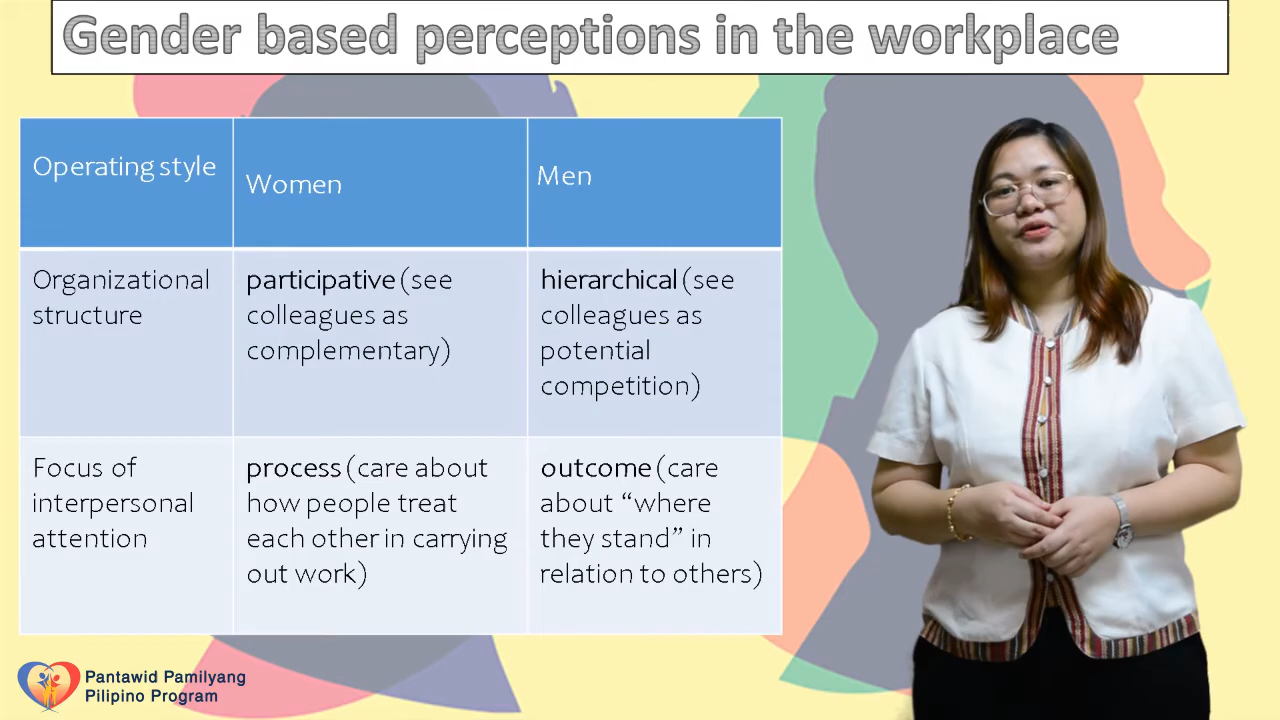 Gender based perceptions in the workplace
Operating style
Women
Men
Organizational
structure
participative (see
colleagues as
complementary)
hierarchical (see
colleagues as
potential
competition)
Focus of
interpersonal
attention
process (care about
how people treat
each other in carrying
out work)
outcome (care
about “where
they stand” in
relation to others)
Pantawid Pamilyang
Pilipino Program